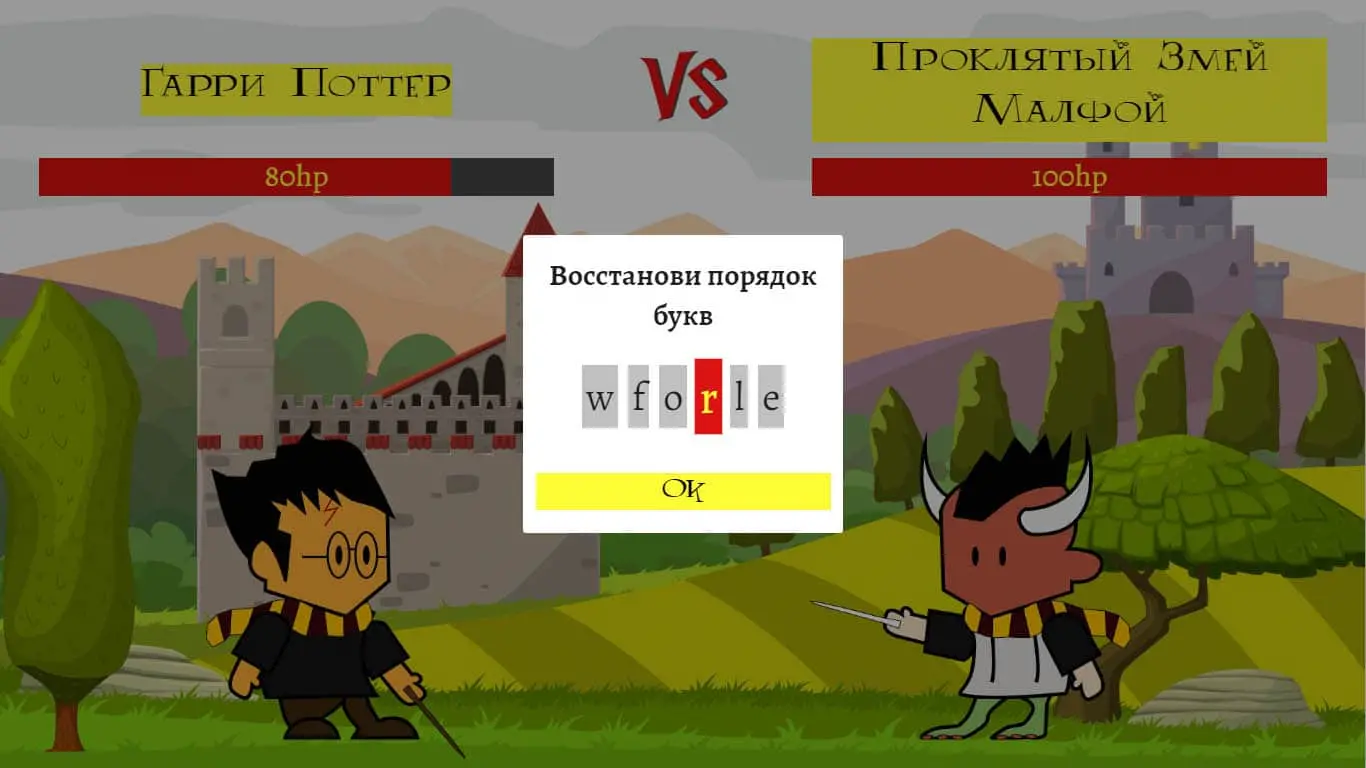 Гарри Поттер
VS
Проклятый Змей
Малфой
80hp
100hp
Восстанови порядок
букв
w f o r l e
OK